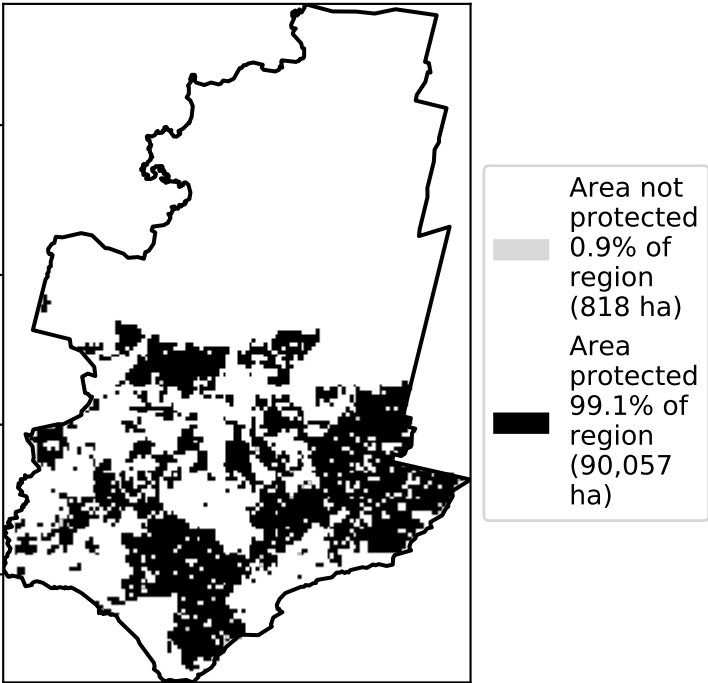 Area not
protected
0.9% of
region
(818 ha)
Area
protected
99.1% of
region
(90,057
ha)